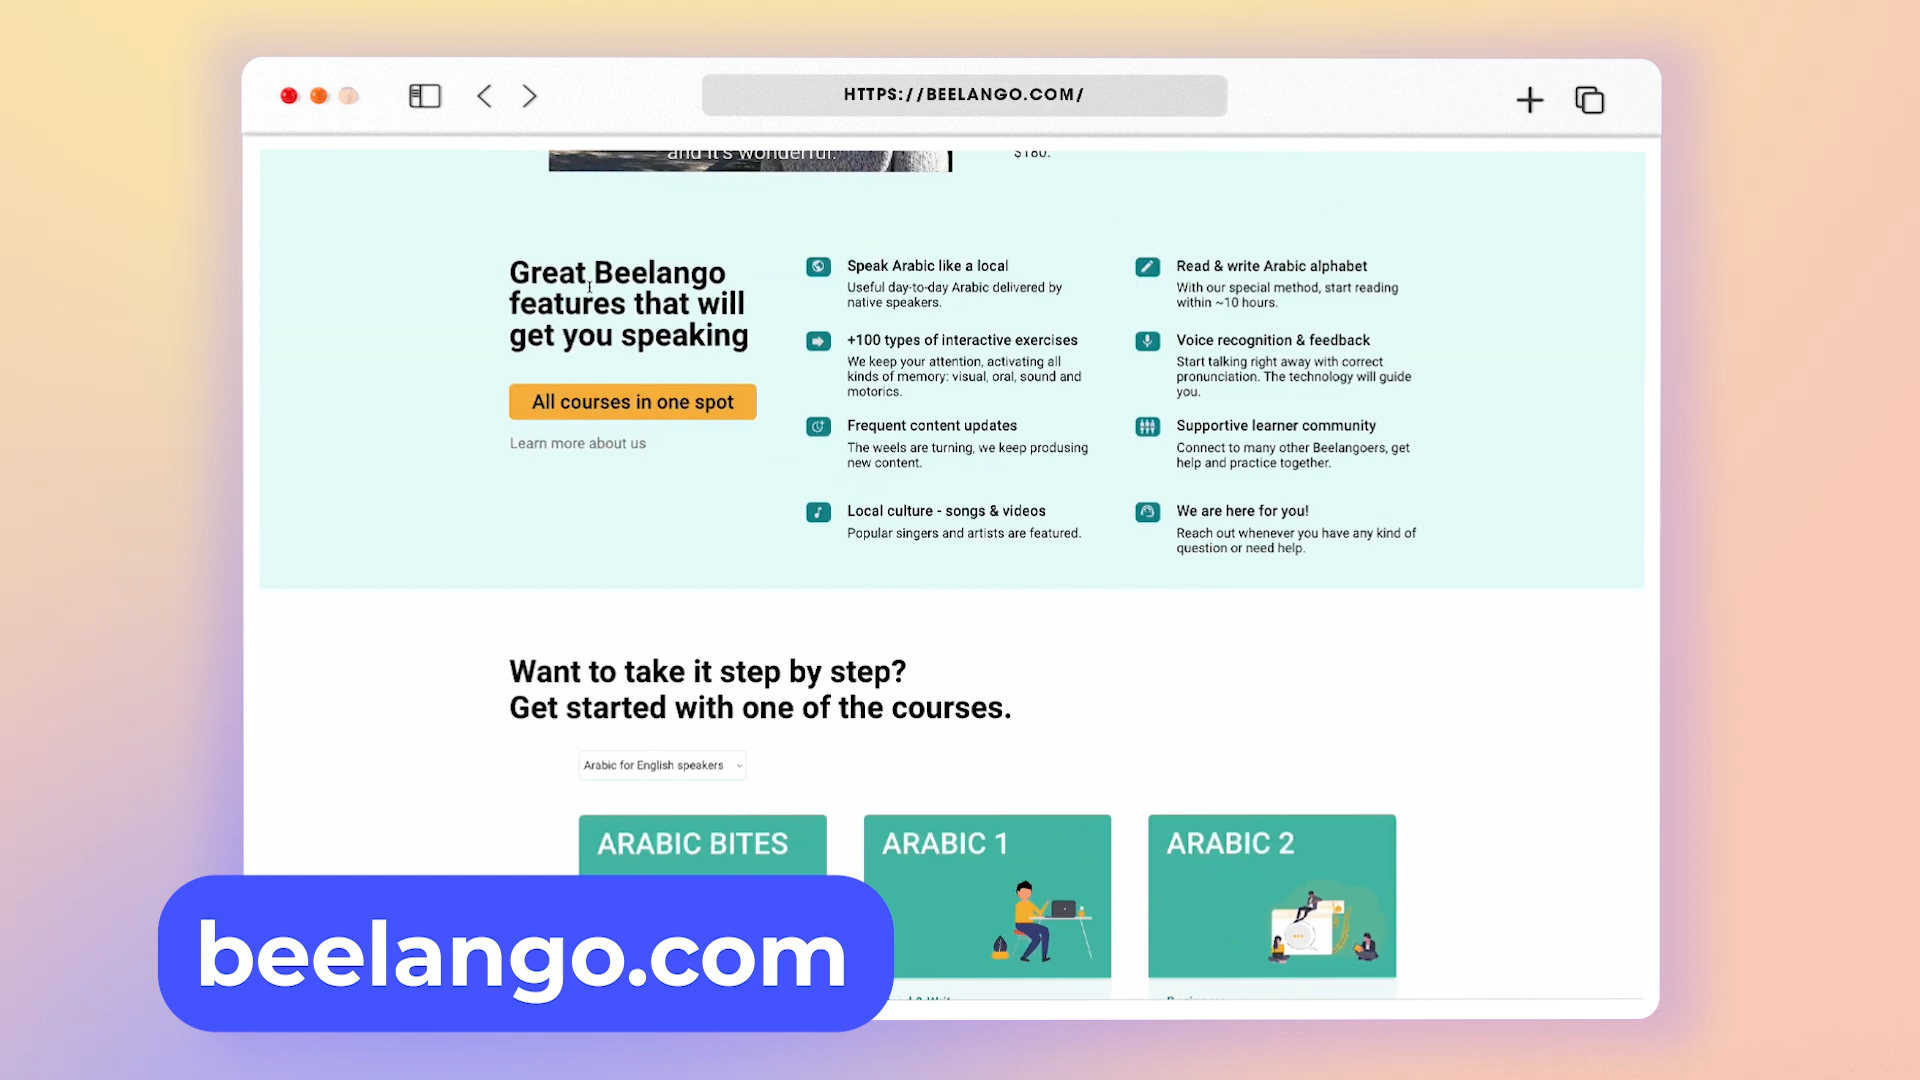 HTTPS://BEELANGO.COM/
and it's wonderful.
$180.
Great Beelango
features that will
get you speaking
All courses in one spot
Learn more about us
Speak Arabic like a local
Useful day-to-day Arabic delivered by
native speakers.
+100 types of interactive exercises
We keep your attention, activating all
kinds of memory: visual, oral, sound and
motorics.
Frequent content updates
The weels are turning, we keep produsing
new content.
Local culture - songs & videos
Popular singers and artists are featured.
Read & write Arabic alphabet
With our special method, start reading
within ~10 hours.
Voice recognition & feedback
Start talking right away with correct
pronunciation. The technology will guide
you.
Supportive learner community
Connect to many other Beelangoers, get
help and practice together.
We are here for you!
Reach out whenever you have any kind of
question or need help.
Want to take it step by step?
Get started with one of the courses.
Arabic for English speakers
ARABIC BITES
ARABIC 1
ARABIC 2
beelango.com